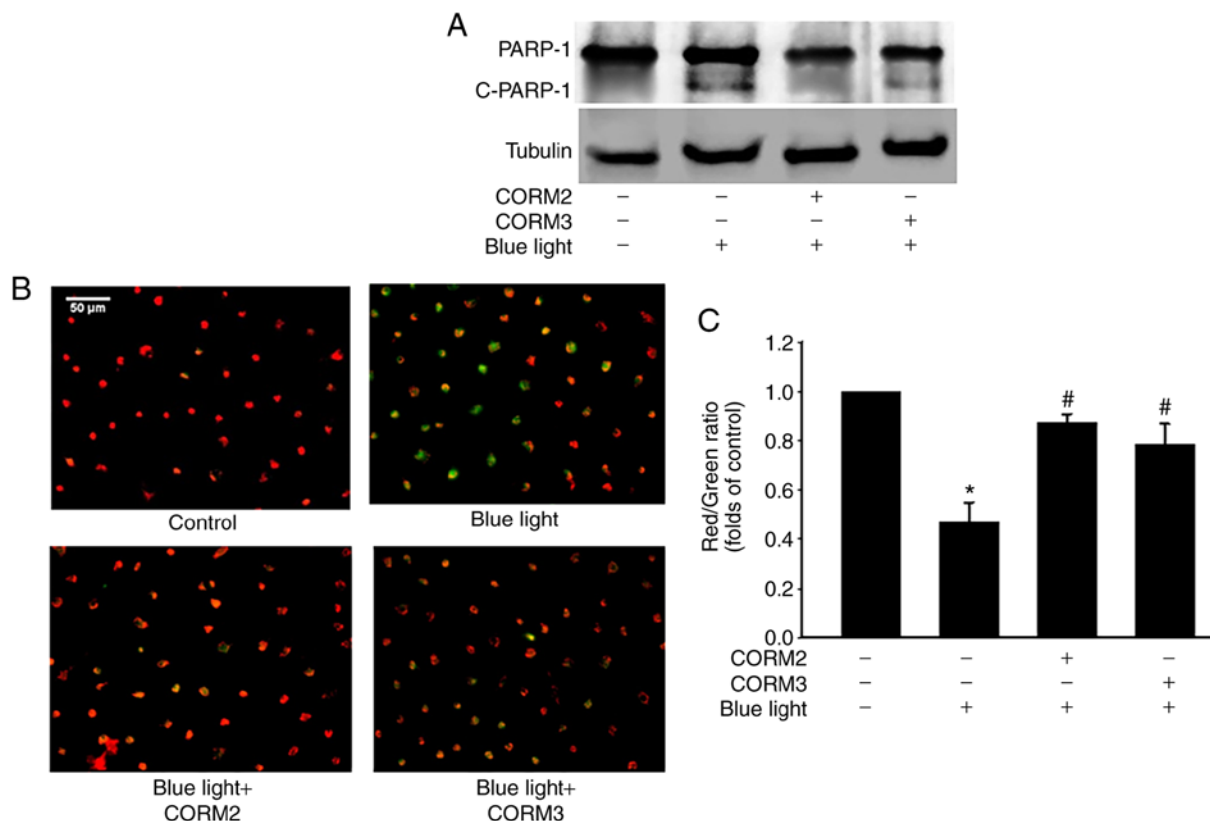 A
PARP-1
C-PARP-1
Tubulin
CORM2 – – + –
CORM3 – – – +
Blue light – + + +
B
50 µm
Control
Blue light
Blue light+
CORM2
Blue light+
CORM3
C
Red/Green ratio
(folds of control)
1.2
1.0
0.8
0.6
0.4
0.2
0.0
*
#
#
CORM2 – – + –
CORM3 – – – +
Blue light – + + +